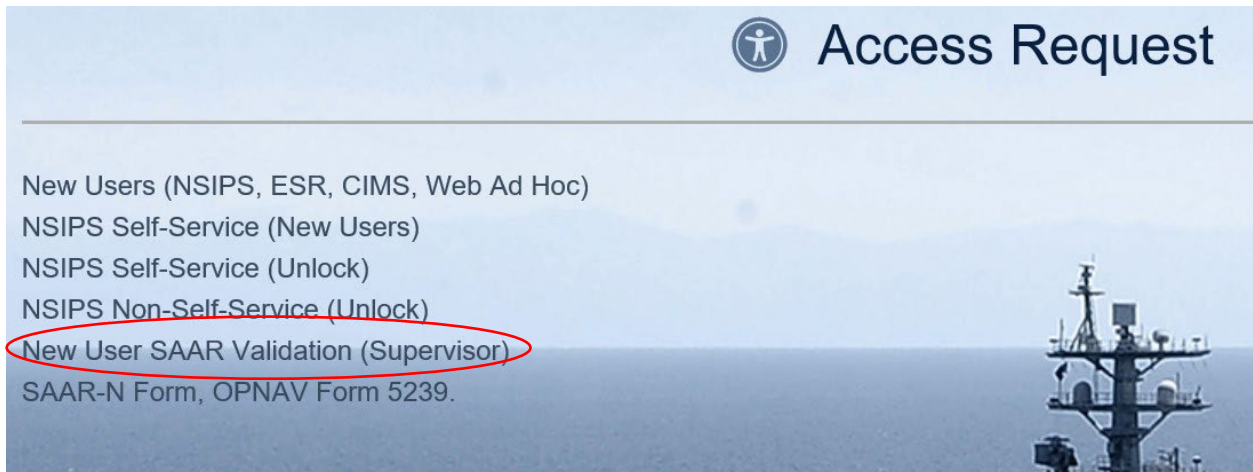 Access Request
New Users (NSIPS, ESR, CIMS, Web Ad Hoc)
NSIPS Self-Service (New Users)
NSIPS Self-Service (Unlock)
NSIPS Non-Self-Service (Unlock)
New User SAAR Validation (Supervisor)
SAAR-N Form, OPNAV Form 5239.